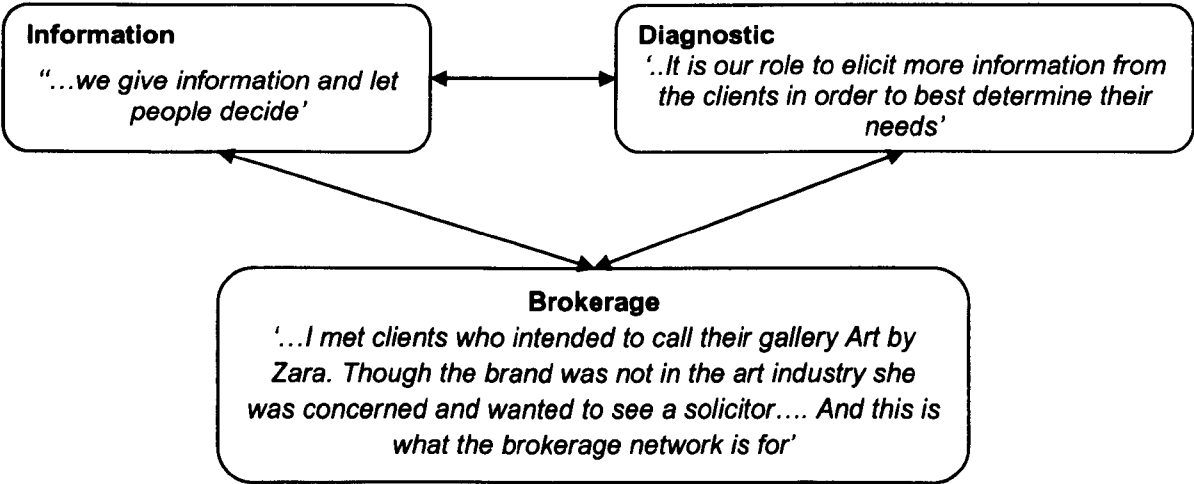 Information
“…we give information and let
people decide’
Diagnostic
‘..It is our role to elicit more information from
the clients in order to best determine their
needs’
Brokerage
‘…I met clients who intended to call their gallery Art by
Zara. Though the brand was not in the art industry she
was concerned and wanted to see a solicitor…. And this is
what the brokerage network is for’